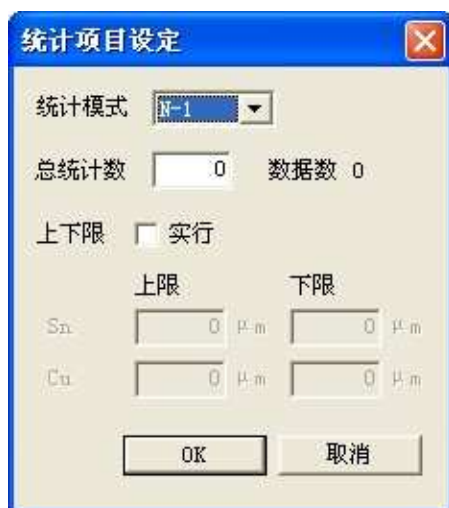 统计项目设定
统计模式 N-1
总统计数 0 数据数 0
上下限 实行
上限 下限
Sn 0 μm 0 μm
Cu 0 μm 0 μm
OK 取消